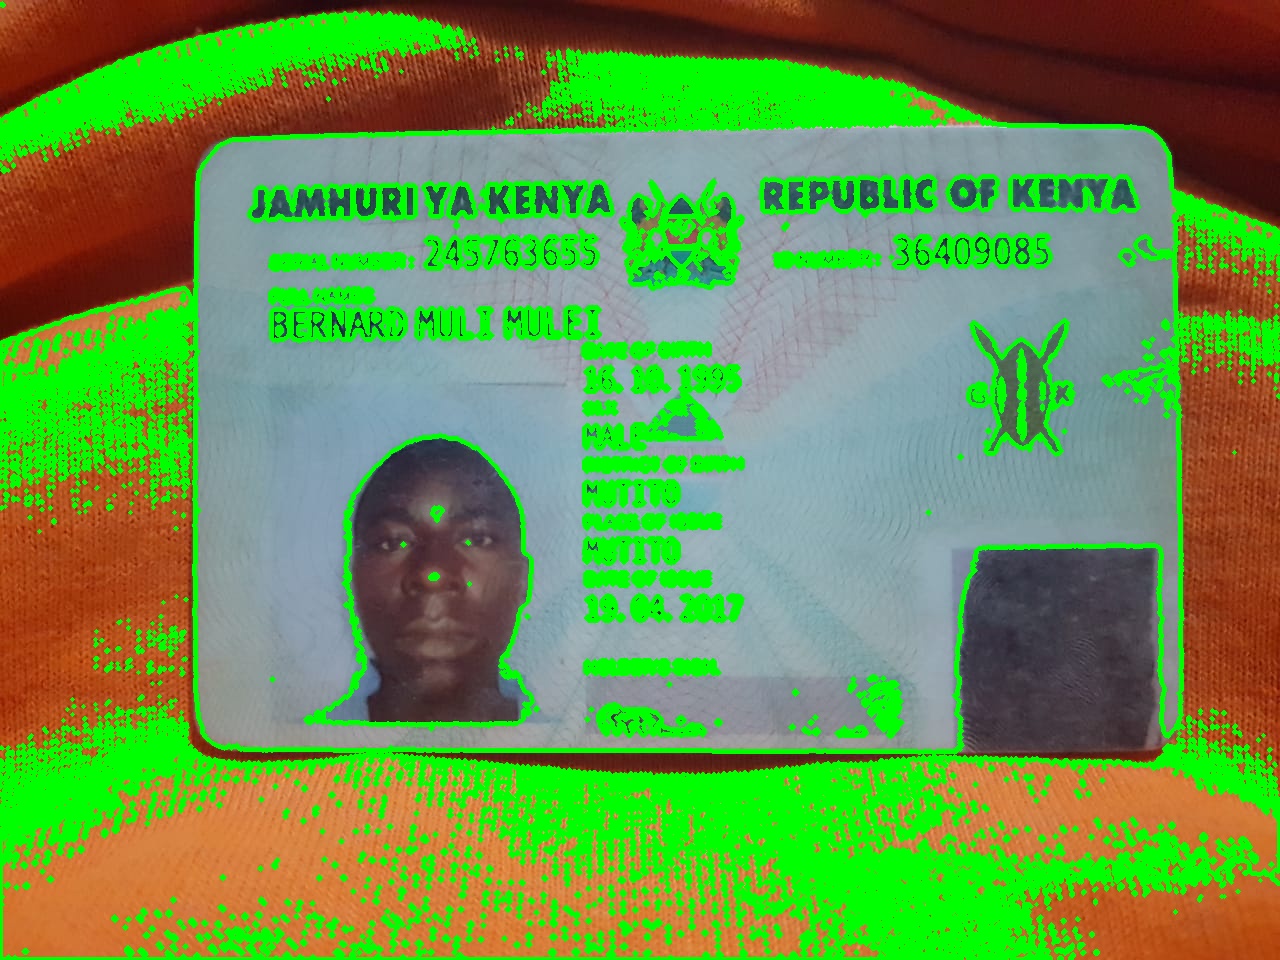 JAMHURI YA KENYA
REPUBLIC OF KENYA
SERIAL NUMBER: 245763655
ID NUMBER: 36409085
FULL NAMES
BERNARD MULI MULEI
DATE OF BIRTH
16. 10. 1995
SEX
MALE
DISTRICT OF BIRTH
MUTITO
PLACE OF ISSUE
MUTITO
DATE OF ISSUE
19. 04. 2017
HOLDER'S SIGN.
G K